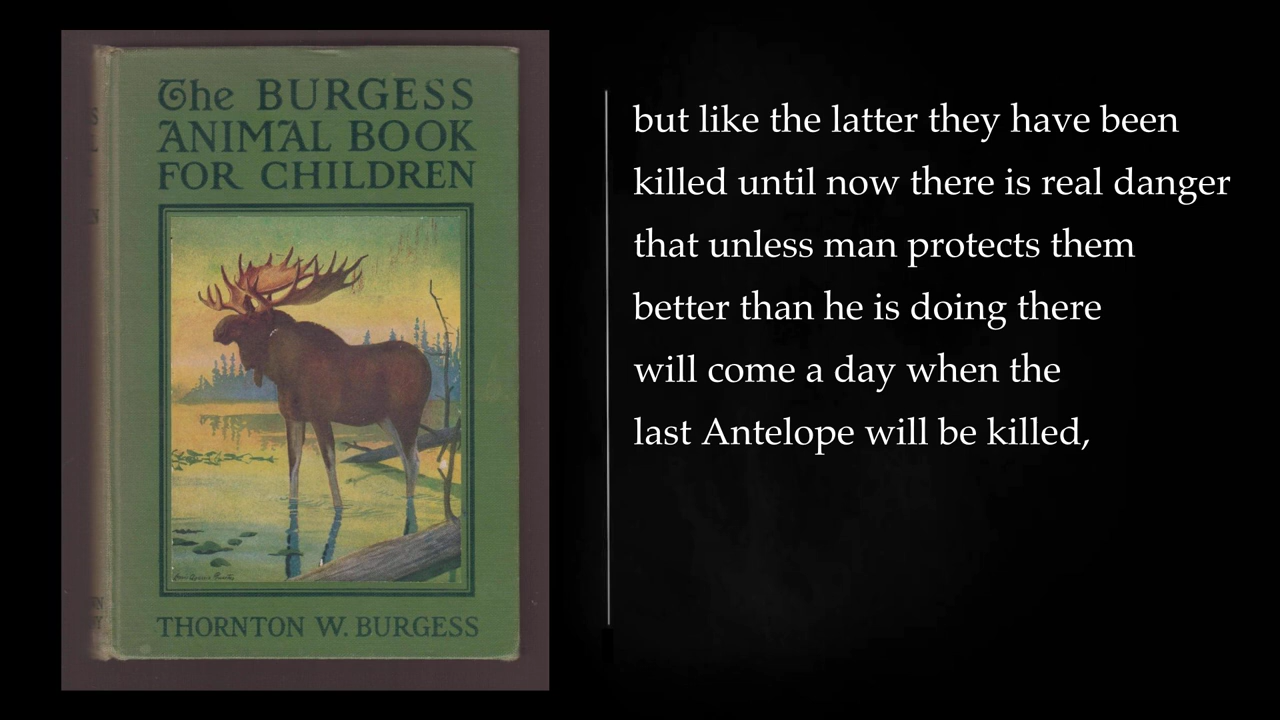 The BURGESS
ANIMAL BOOK
FOR CHILDREN
THORNTON W. BURGESS
but like the latter they have been
killed until now there is real danger
that unless man protects them
better than he is doing there
will come a day when the
last Antelope will be killed,